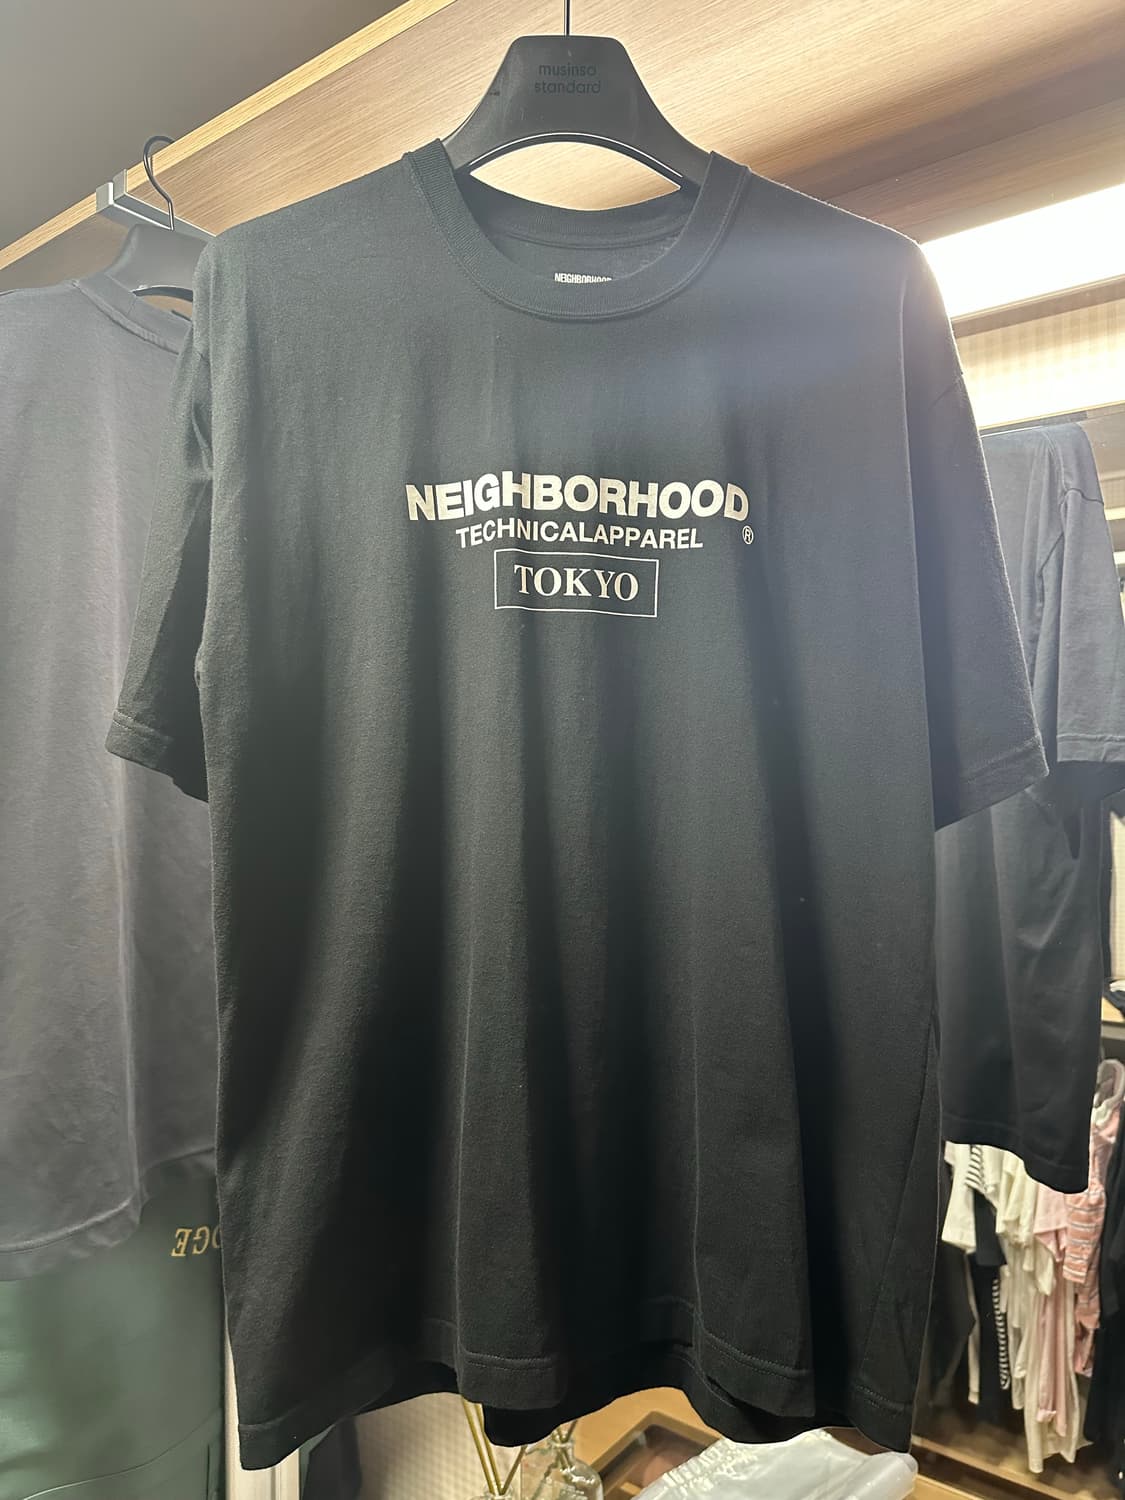 musinsa
standard
NEIGHBORHOOD
NEIGHBORHOOD
TECHNICALAPPAREL
®
TOKYO